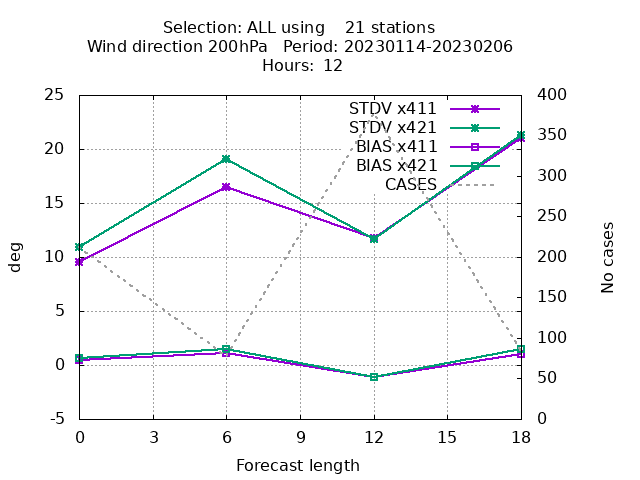 Selection: ALL using    21 stations
Wind direction 200hPa   Period: 20230114-20230206
Hours:  12
25
20
15
10
5
0
-5
400
350
300
250
200
150
100
50
0
STDV x411
STDV x421
BIAS x411
BIAS x421
CASES
deg
No cases
0 3 6 9 12 15 18
Forecast length